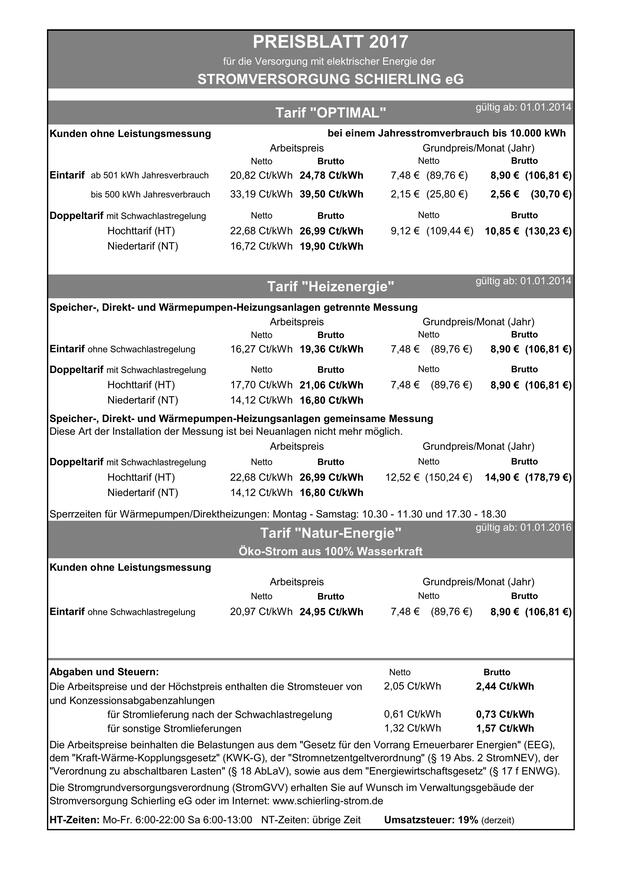 PREISBLATT 2017
für die Versorgung mit elektrischer Energie der
STROMVERSORGUNG SCHIERLING eG
Tarif "OPTIMAL" gültig ab: 01.01.2014
Kunden ohne Leistungsmessung bei einem Jahresstromverbrauch bis 10.000 kWh
Arbeitspreis Grundpreis/Monat (Jahr)
Netto Brutto Netto Brutto
Eintarif ab 501 kWh Jahresverbrauch 20,82 Ct/kWh 24,78 Ct/kWh 7,48 € (89,76 €) 8,90 € (106,81 €)
bis 500 kWh Jahresverbrauch 33,19 Ct/kWh 39,50 Ct/kWh 2,15 € (25,80 €) 2,56 € (30,70 €)
Doppeltarif mit Schwachlastregelung Netto Brutto Netto Brutto
Hochttarif (HT) 22,68 Ct/kWh 26,99 Ct/kWh 9,12 € (109,44 €) 10,85 € (130,23 €)
Niedertarif (NT) 16,72 Ct/kWh 19,90 Ct/kWh
Tarif "Heizenergie" gültig ab: 01.01.2014
Speicher-, Direkt- und Wärmepumpen-Heizungsanlagen getrennte Messung
Arbeitspreis Grundpreis/Monat (Jahr)
Netto Brutto Netto Brutto
Eintarif ohne Schwachlastregelung 16,27 Ct/kWh 19,36 Ct/kWh 7,48 € (89,76 €) 8,90 € (106,81 €)
Doppeltarif mit Schwachlastregelung Netto Brutto Netto Brutto
Hochttarif (HT) 17,70 Ct/kWh 21,06 Ct/kWh 7,48 € (89,76 €) 8,90 € (106,81 €)
Niedertarif (NT) 14,12 Ct/kWh 16,80 Ct/kWh
Speicher-, Direkt- und Wärmepumpen-Heizungsanlagen gemeinsame Messung
Diese Art der Installation der Messung ist bei Neuanlagen nicht mehr möglich.
Arbeitspreis Grundpreis/Monat (Jahr)
Doppeltarif mit Schwachlastregelung Netto Brutto Netto Brutto
Hochttarif (HT) 22,68 Ct/kWh 26,99 Ct/kWh 12,52 € (150,24 €) 14,90 € (178,79 €)
Niedertarif (NT) 14,12 Ct/kWh 16,80 Ct/kWh
Sperrzeiten für Wärmepumpen/Direktheizungen: Montag - Samstag: 10.30 - 11.30 und 17.30 - 18.30
Tarif "Natur-Energie" gültig ab: 01.01.2016
Öko-Strom aus 100% Wasserkraft
Kunden ohne Leistungsmessung
Arbeitspreis Grundpreis/Monat (Jahr)
Netto Brutto Netto Brutto
Eintarif ohne Schwachlastregelung 20,97 Ct/kWh 24,95 Ct/kWh 7,48 € (89,76 €) 8,90 € (106,81 €)
Abgaben und Steuern: Netto Brutto
Die Arbeitspreise und der Höchstpreis enthalten die Stromsteuer von 2,05 Ct/kWh 2,44 Ct/kWh
und Konzessionsabgabenzahlungen
für Stromlieferung nach der Schwachlastregelung 0,61 Ct/kWh 0,73 Ct/kWh
für sonstige Stromlieferungen 1,32 Ct/kWh 1,57 Ct/kWh
Die Arbeitspreise beinhalten die Belastungen aus dem "Gesetz für den Vorrang Erneuerbarer Energien" (EEG),
dem "Kraft-Wärme-Kopplungsgesetz" (KWK-G), der "Stromnetzentgeltverordnung" (§ 19 Abs. 2 StromNEV), der
"Verordnung zu abschaltbaren Lasten" (§ 18 AbLaV), sowie aus dem "Energiewirtschaftsgesetz" (§ 17 f ENWG).
Die Stromgrundversorgungsverordnung (StromGVV) erhalten Sie auf Wunsch im Verwaltungsgebäude der
Stromversorgung Schierling eG oder im Internet: www.schierling-strom.de
HT-Zeiten: Mo-Fr. 6:00-22:00 Sa 6:00-13:00 NT-Zeiten: übrige Zeit Umsatzsteuer: 19% (derzeit)